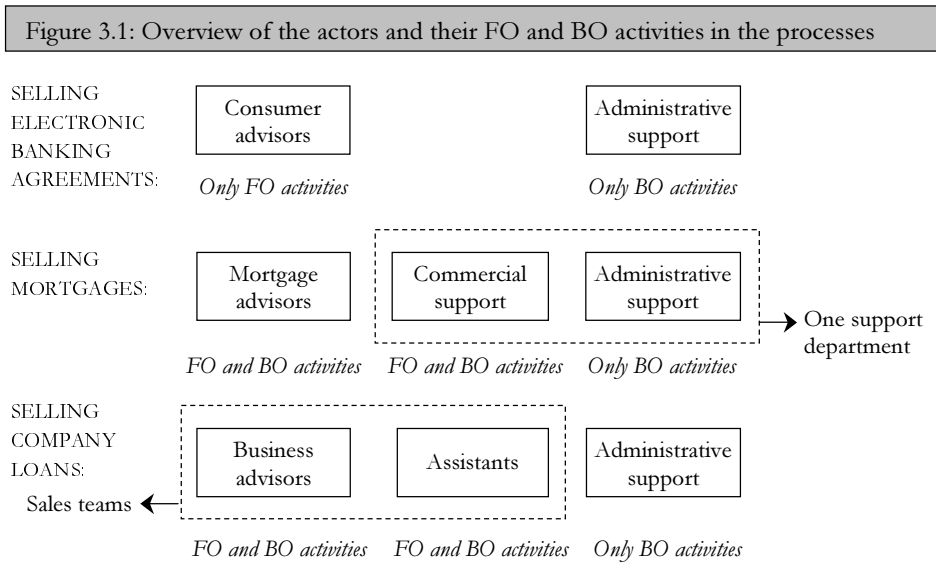 Figure 3.1: Overview of the actors and their FO and BO activities in the processes
SELLING
ELECTRONIC
BANKING
AGREEMENTS:
Consumer
advisors
Administrative
support
Only FO activities
Only BO activities
SELLING
MORTGAGES:
Mortgage
advisors
Commercial
support
Administrative
support
One support
department
FO and BO activities
FO and BO activities
Only BO activities
SELLING
COMPANY
LOANS:
Business
advisors
Assistants
Administrative
support
Sales teams
FO and BO activities
FO and BO activities
Only BO activities